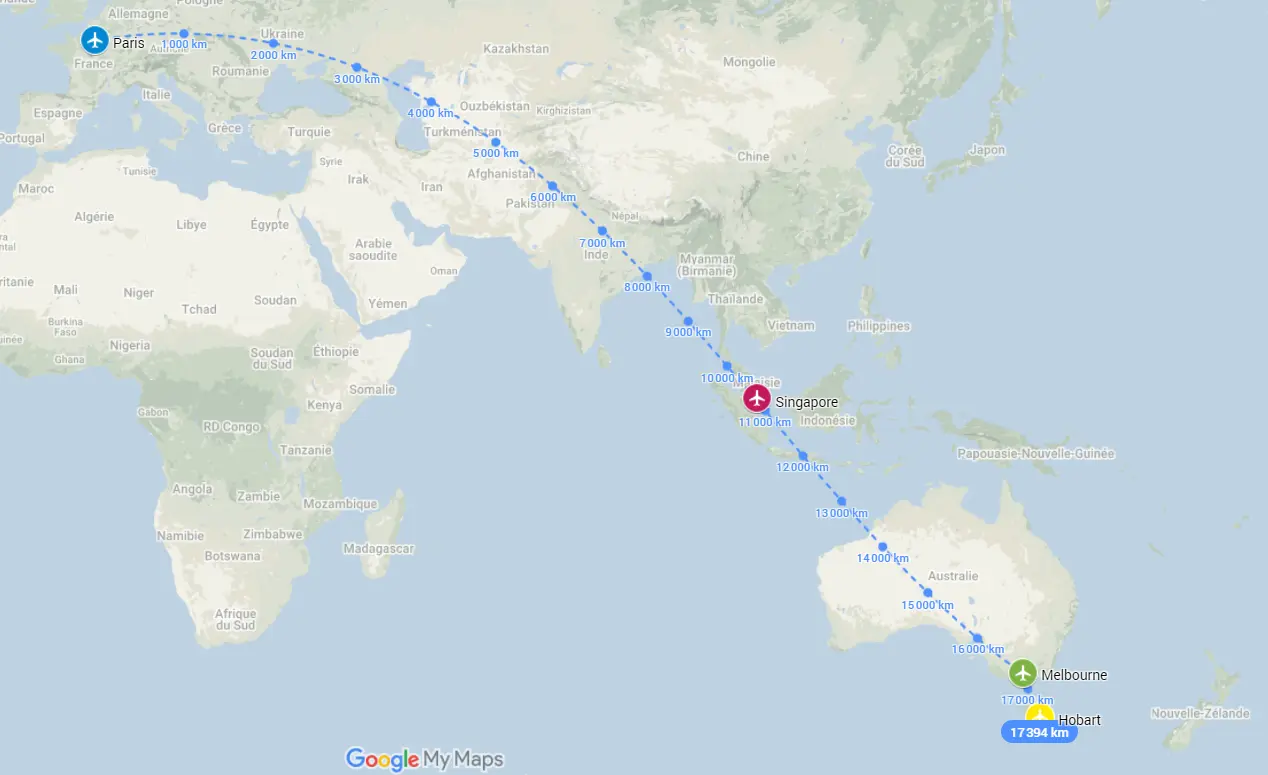 Allemagne
Pologne
Ukraine
Paris
1 000 km
Autriche
2 000 km
Kazakhstan
France
Roumanie
3 000 km
Mongolie
Italie
4 000 km
Ouzbékistan
Kirghizistan
Espagne
Grèce
Turquie
Turkménistan
Portugal
5 000 km
Chine
Corée
du Sud
Japon
Syrie
Tunisie
Irak
Iran
Afghanistan
Maroc
6 000 km
Pakistan
Algérie
Libye
Égypte
Népal
7 000 km
Inde
Arabie
saoudite
Myanmar
(Birmanie)
Oman
8 000 km
Mali
Niger
Tchad
Soudan
Yémen
Thaïlande
Burkina
Faso
9 000 km
Vietnam
Philippines
Nigeria
Ghana
Soudan
du Sud
Éthiopie
10 000 km
Malaisie
Somalie
Singapore
Gabon
Kenya
11 000 km
Indonésie
RD Congo
Tanzanie
Papouasie-Nouvelle-Guinée
12 000 km
Angola
Zambie
Mozambique
13 000 km
Namibie
Zimbabwe
Madagascar
Botswana
14 000 km
Australie
15 000 km
Afrique
du Sud
16 000 km
Melbourne
17 000 km
Hobart
Nouvelle-Zélande
17 394 km
Google My Maps